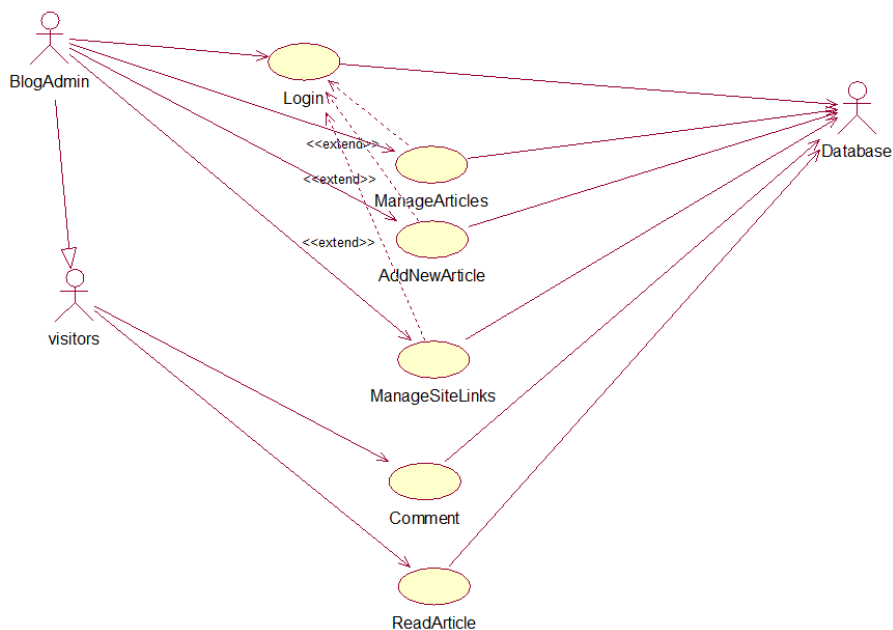 BlogAdmin
Login
Database
<<extend>>
ManageArticles
<<extend>>
AddNewArticle
<<extend>>
visitors
ManageSiteLinks
Comment
ReadArticle